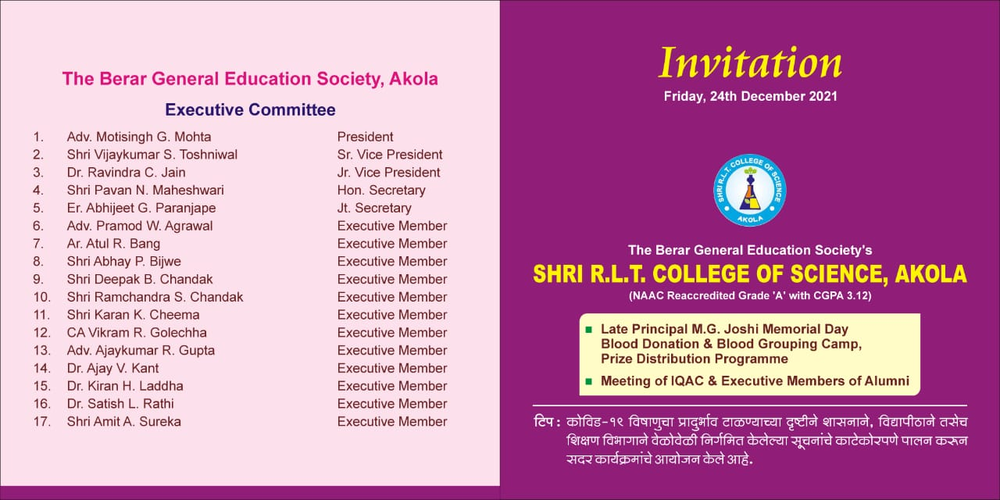 The Berar General Education Society, Akola
Executive Committee
1. Adv. Motisingh G. Mohta President
2. Shri Vijaykumar S. Toshniwal Sr. Vice President
3. Dr. Ravindra C. Jain Jr. Vice President
4. Shri Pavan N. Maheshwari Hon. Secretary
5. Er. Abhijeet G. Paranjape Jt. Secretary
6. Adv. Pramod W. Agrawal Executive Member
7. Ar. Atul R. Bang Executive Member
8. Shri Abhay P. Bijwe Executive Member
9. Shri Deepak B. Chandak Executive Member
10. Shri Ramchandra S. Chandak Executive Member
11. Shri Karan K. Cheema Executive Member
12. CA Vikram R. Golechha Executive Member
13. Adv. Ajaykumar R. Gupta Executive Member
14. Dr. Ajay V. Kant Executive Member
15. Dr. Kiran H. Laddha Executive Member
16. Dr. Satish L. Rathi Executive Member
17. Shri Amit A. Sureka Executive Member
Invitation
Friday, 24th December 2021
SHRI R.L.T. COLLEGE OF SCIENCE
AKOLA
The Berar General Education Society's
SHRI R.L.T. COLLEGE OF SCIENCE, AKOLA
(NAAC Reaccredited Grade 'A' with CGPA 3.12)
Late Principal M.G. Joshi Memorial Day
Blood Donation & Blood Grouping Camp,
Prize Distribution Programme
Meeting of IQAC & Executive Members of Alumni
टिप : कोविड-१९ विषाणुचा प्रादुर्भाव टाळण्याच्या दृष्टीने शासनाने, विद्यापीठाने तसेच
शिक्षण विभागाने वेळोवेळी निर्गमित केलेल्या सूचनांचे काटेकोरपणे पालन करून
सदर कार्यक्रमांचे आयोजन केले आहे.